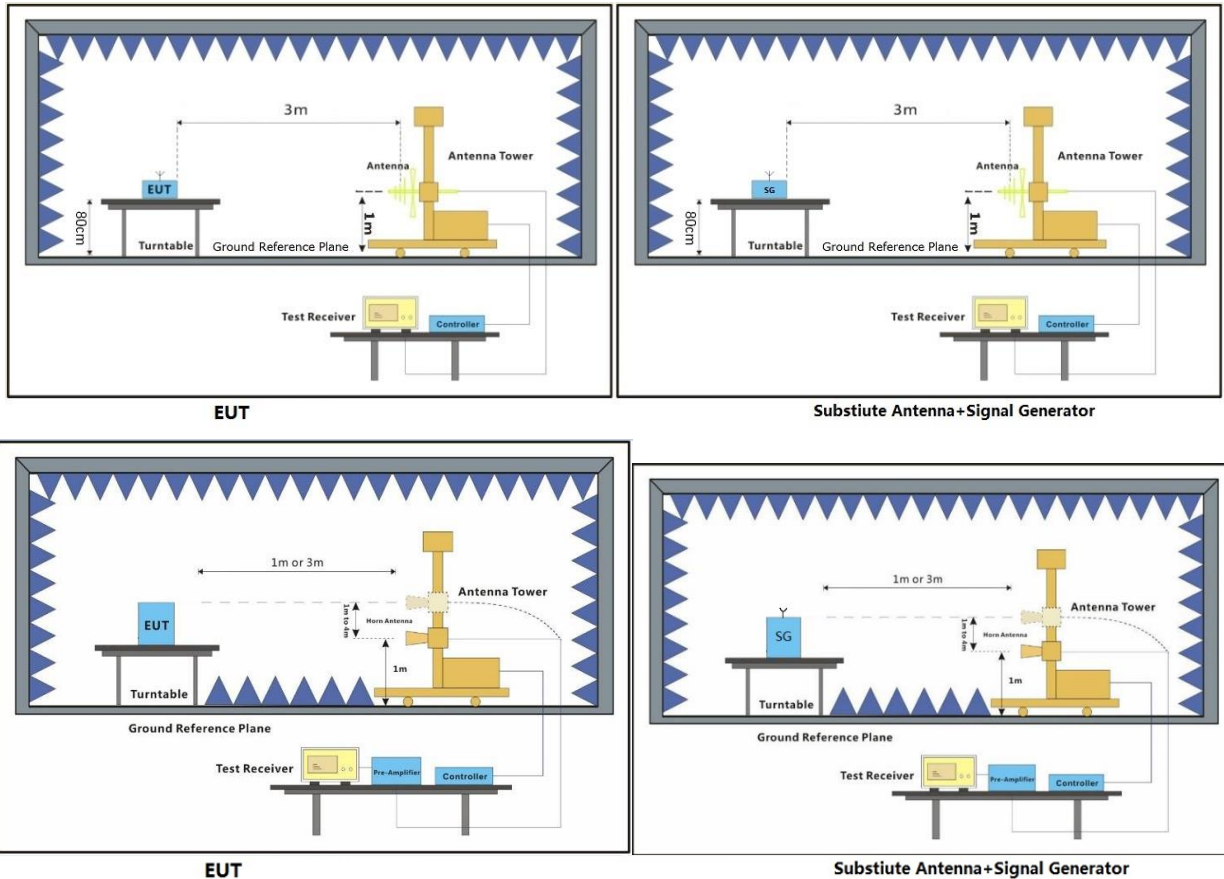 3m
Antenna
Antenna Tower
EUT
80cm
1m
Turntable
Ground Reference Plane
Test Receiver
Controller
EUT
3m
Antenna
Antenna Tower
SG
80cm
1m
Turntable
Ground Reference Plane
Test Receiver
Controller
Substiute Antenna+Signal Generator
1m or 3m
Antenna Tower
EUT
1m to 4m
Horn Antenna
1m
Turntable
Ground Reference Plane
Test Receiver
Pre-Amplifier
Controller
EUT
1m or 3m
Antenna Tower
SG
1m to 4m
Horn Antenna
1m
Turntable
Ground Reference Plane
Test Receiver
Pre-Amplifier
Controller
Substiute Antenna+Signal Generator